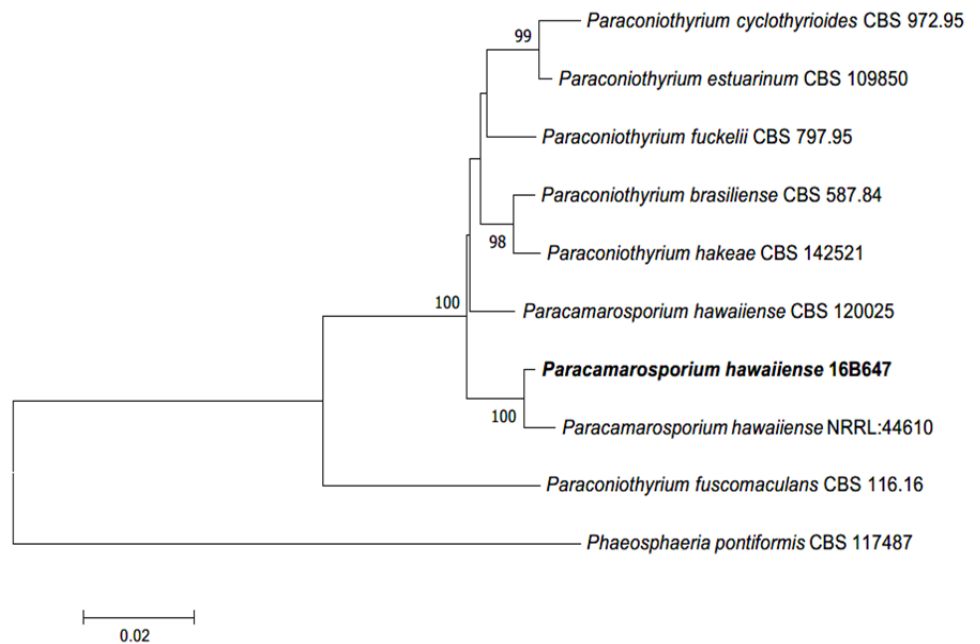 Paraconiothyrium cyclothyrioides CBS 972.95
99
Paraconiothyrium estuarinum CBS 109850
Paraconiothyrium fuckelii CBS 797.95
Paraconiothyrium brasiliense CBS 587.84
98
Paraconiothyrium hakeae CBS 142521
100
Paracamarosporium hawaiiense CBS 120025
Paracamarosporium hawaiiense 16B647
100
Paracamarosporium hawaiiense NRRL:44610
Paraconiothyrium fuscomaculans CBS 116.16
Phaeosphaeria pontiformis CBS 117487
0.02